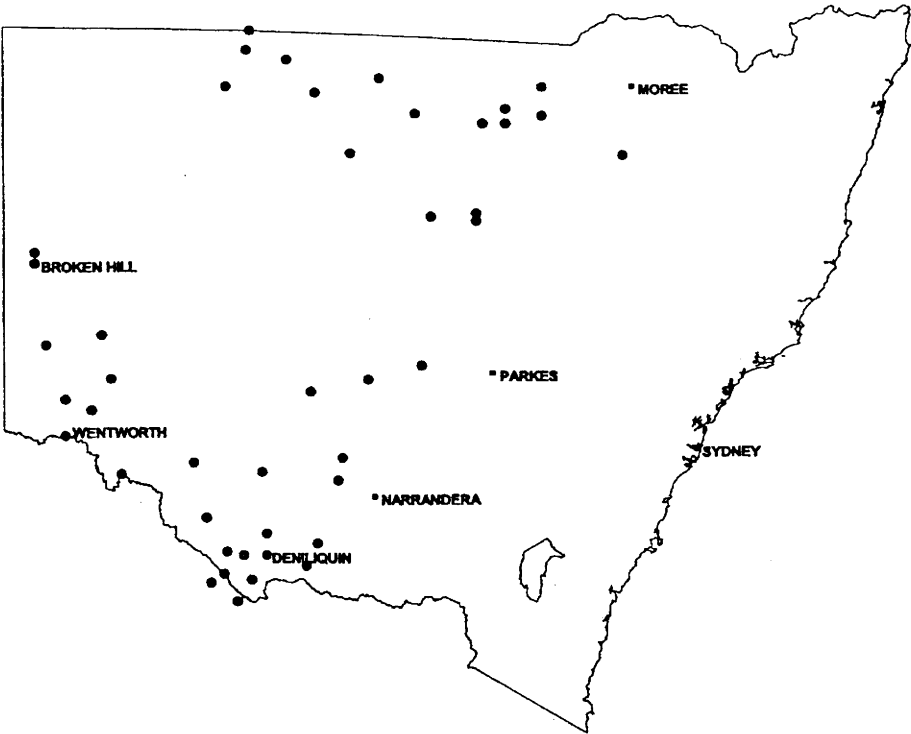 MOREE
BROKEN HILL
PARKES
WENTWORTH
SYDNEY
NARRANDERA
DENILIQUIN